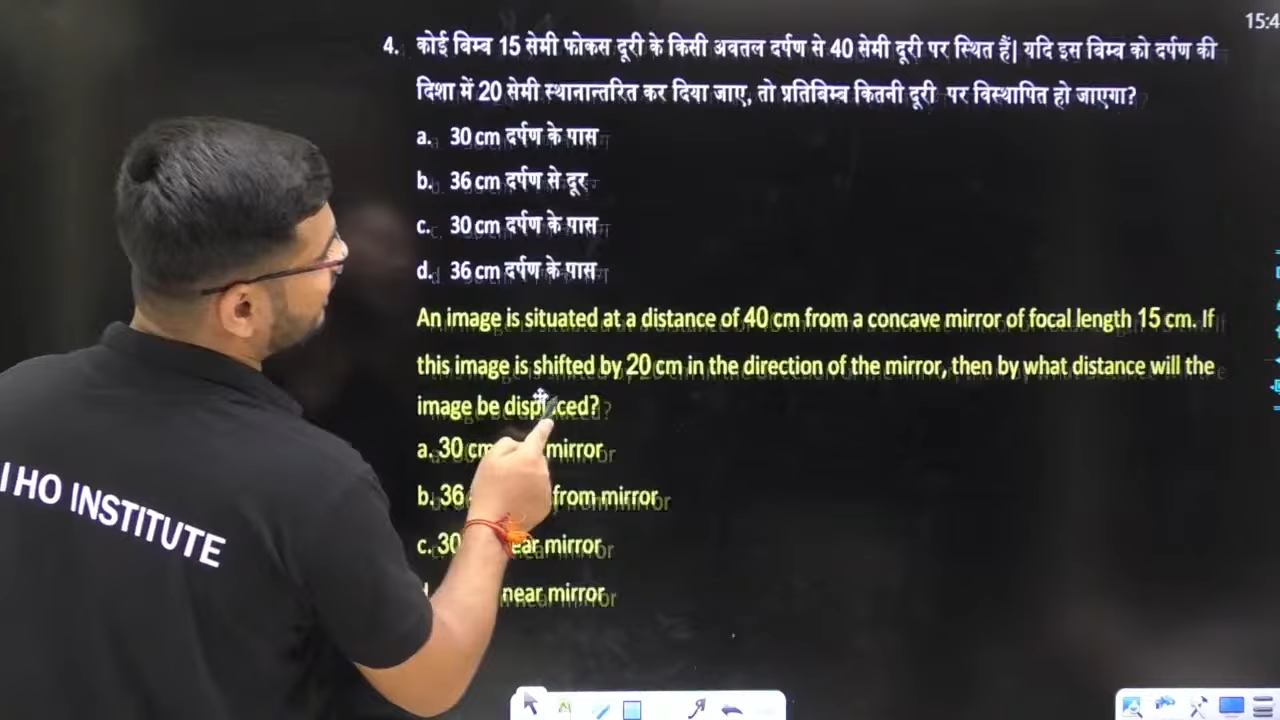 15:4
4. कोई बिम्ब 15 सेमी फोकस दूरी के किसी अवतल दर्पण से 40 सेमी दूरी पर स्थित हैं| यदि इस बिम्ब को दर्पण की
दिशा में 20 सेमी स्थानान्तरित कर दिया जाए, तो प्रतिबिम्ब कितनी दूरी पर विस्थापित हो जाएगा?
a. 30 cm दर्पण के पास
b. 36 cm दर्पण से दूर
c. 30 cm दर्पण के पास
d. 36 cm दर्पण के पास
An image is situated at a distance of 40 cm from a concave mirror of focal length 15 cm. If
this image is shifted by 20 cm in the direction of the mirror, then by what distance will the
image be displaced?
a. 30 cm mirror
b. 36 from mirror
c. 30 near mirror
near mirror
HO INSTITUTE